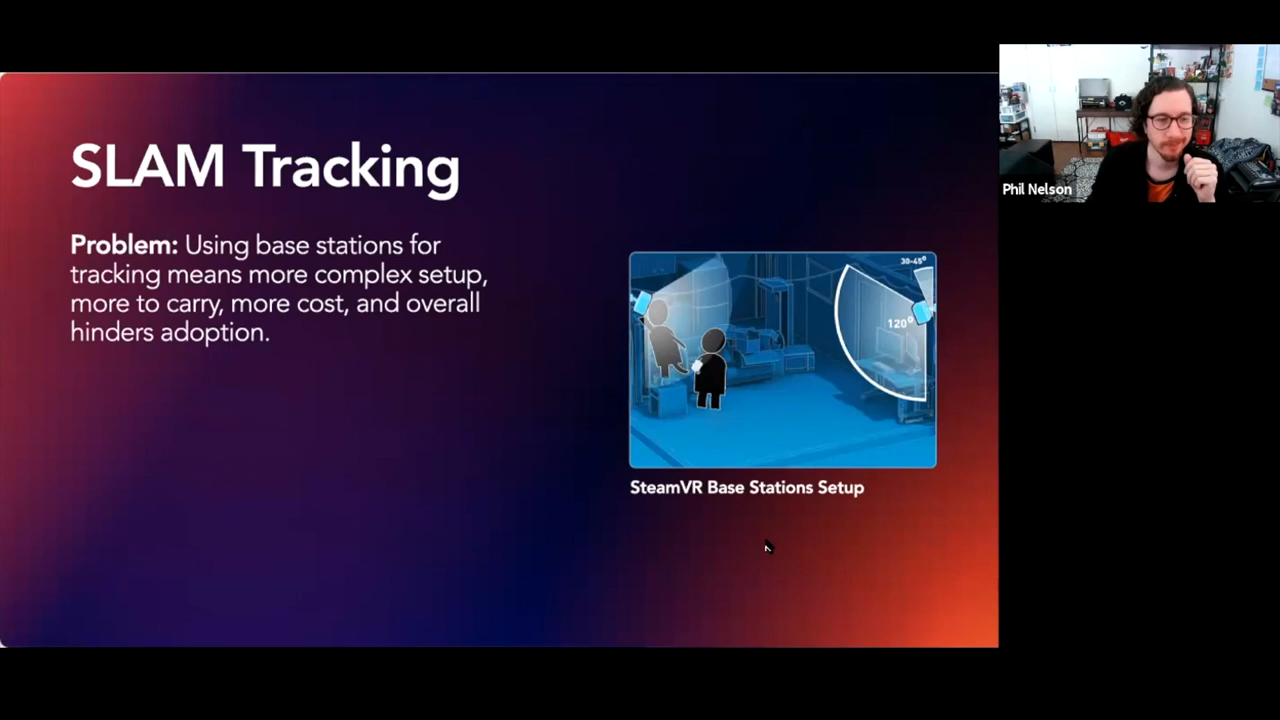 SLAM Tracking
Problem: Using base stations for
tracking means more complex setup,
more to carry, more cost, and overall
hinders adoption.
30-45°
120°
SteamVR Base Stations Setup
Phil Nelson